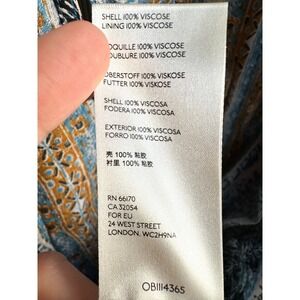 SHELL 100% VISCOSE
LINING 100% VISCOSE
OQUILLE 100% VISCOSE
OUBLURE 100% VISCOSE
OBERSTOFF 100% VISKOSE
FUTTER 100% VISKOSE
SHELL 100% VISCOSA
FODERA 100% VISCOSA
EXTERIOR 100% VISCOSA
FORRO 100% VISCOSA
壳 100% 粘胶
衬里 100% 粘胶
RN 66170
CA 32054
FOR EU
24 WEST STREET
LONDON, WC2H9NA
OB1114365